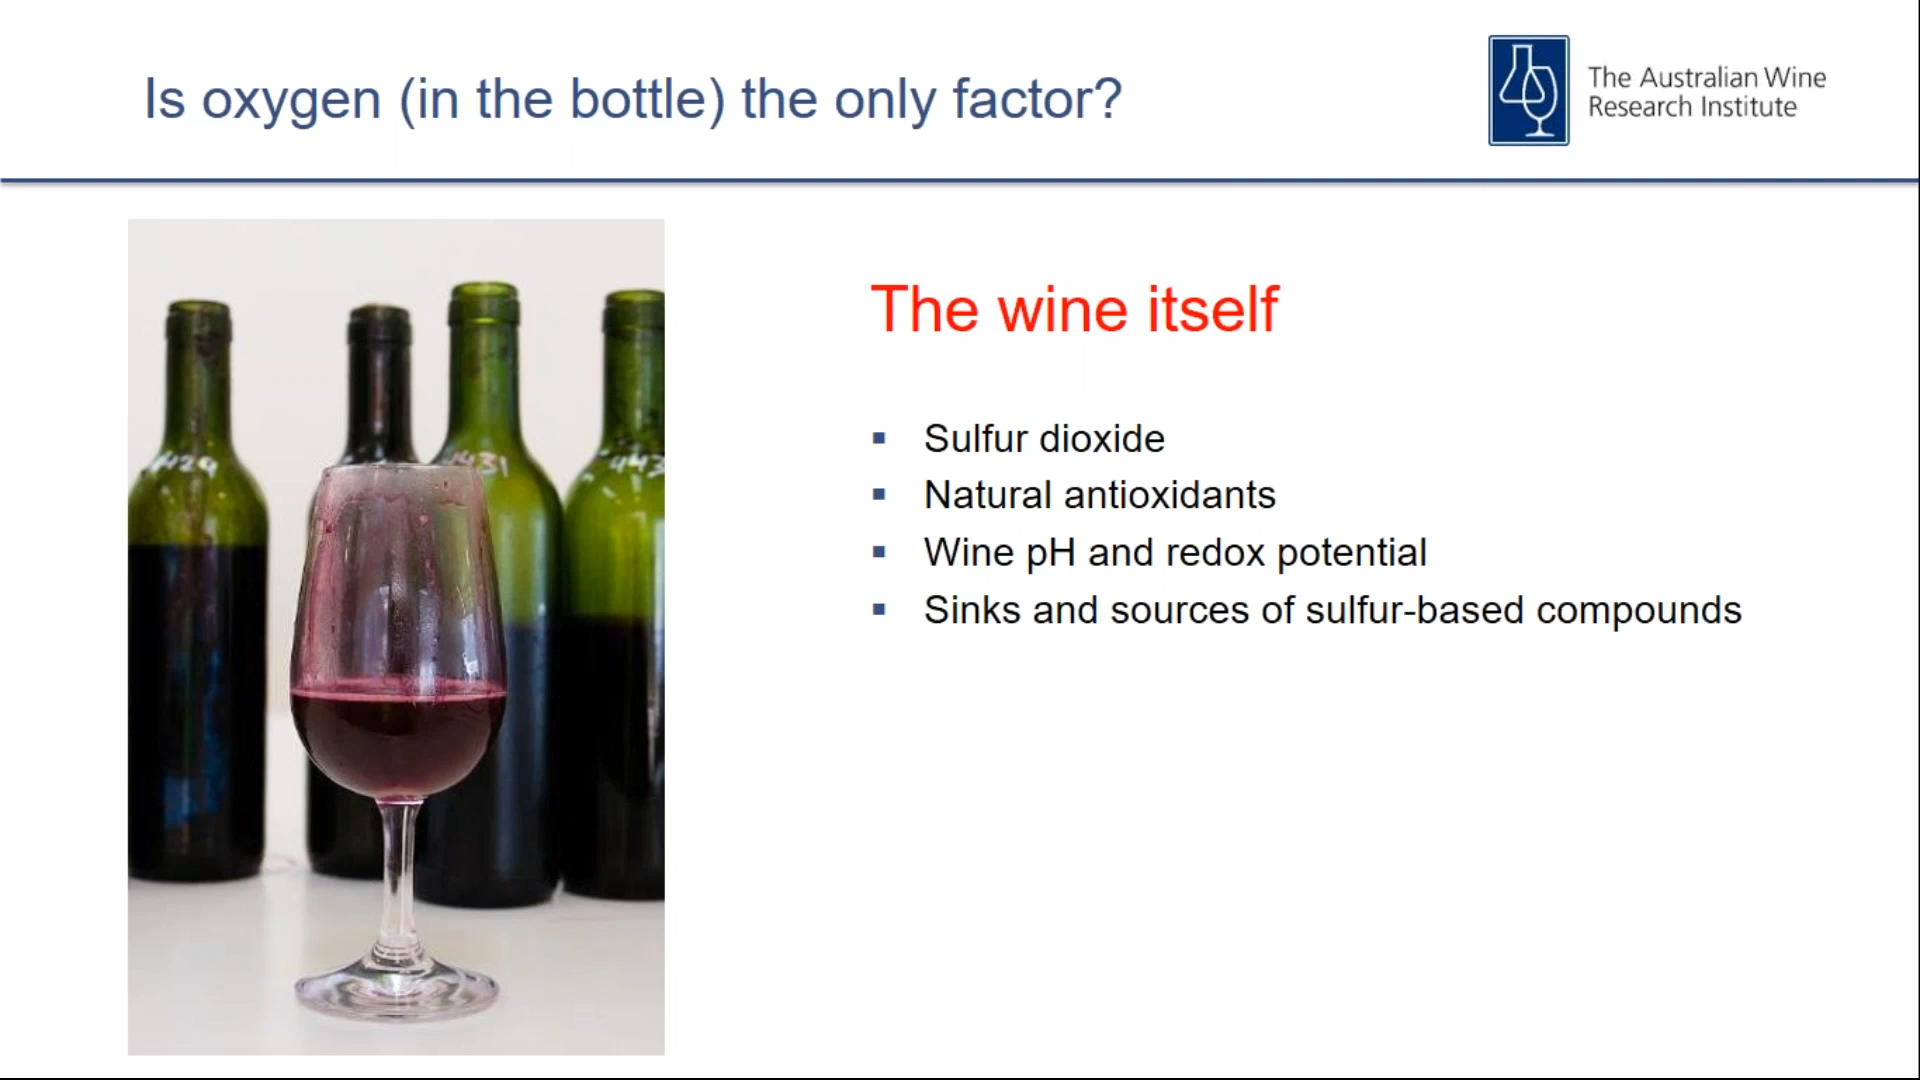 Is oxygen (in the bottle) the only factor?
The Australian Wine
Research Institute
The wine itself
Sulfur dioxide
Natural antioxidants
Wine pH and redox potential
Sinks and sources of sulfur-based compounds